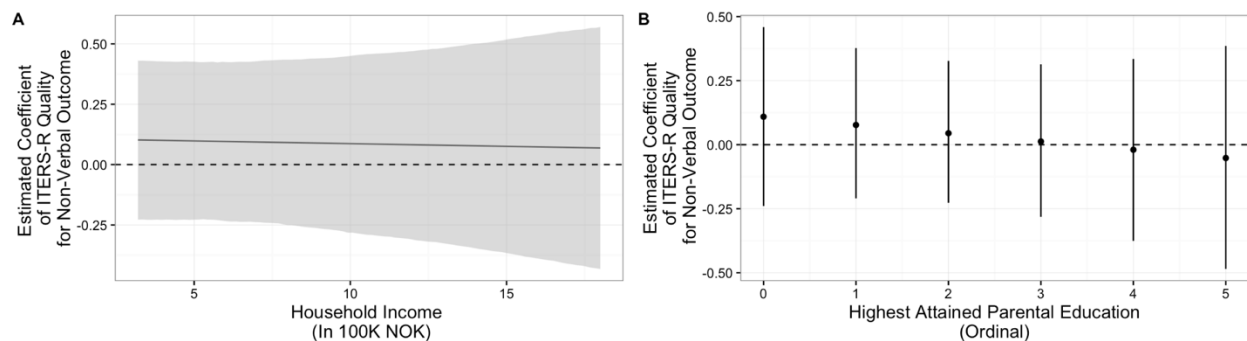 A
Estimated Coefficient
of ITERS-R Quality
for Non-Verbal Outcome
0.50
0.25
0.00
-0.25
5
10
15
Household Income
(In 100K NOK)
B
Estimated Coefficient
of ITERS-R Quality
for Non-Verbal Outcome
0.50
0.25
0.00
-0.25
-0.50
0
1
2
3
4
5
Highest Attained Parental Education
(Ordinal)